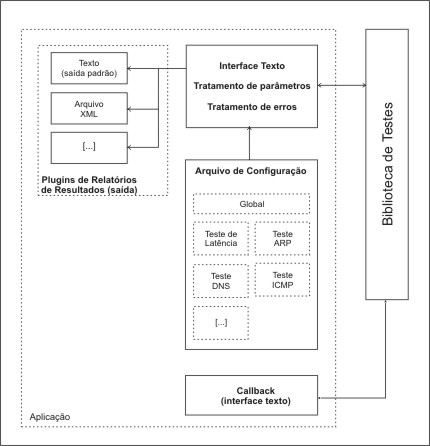 Texto
(saída padrão)
Arquivo
XML
[...]
Plugins de Relatórios
de Resultados (saída)
Interface Texto
Tratamento de parâmetros
Tratamento de erros
Biblioteca de Testes
Arquivo de Configuração
Global
Teste de
Latência
Teste
ARP
Teste
DNS
Teste
ICMP
[...]
Callback
(interface texto)
Aplicação